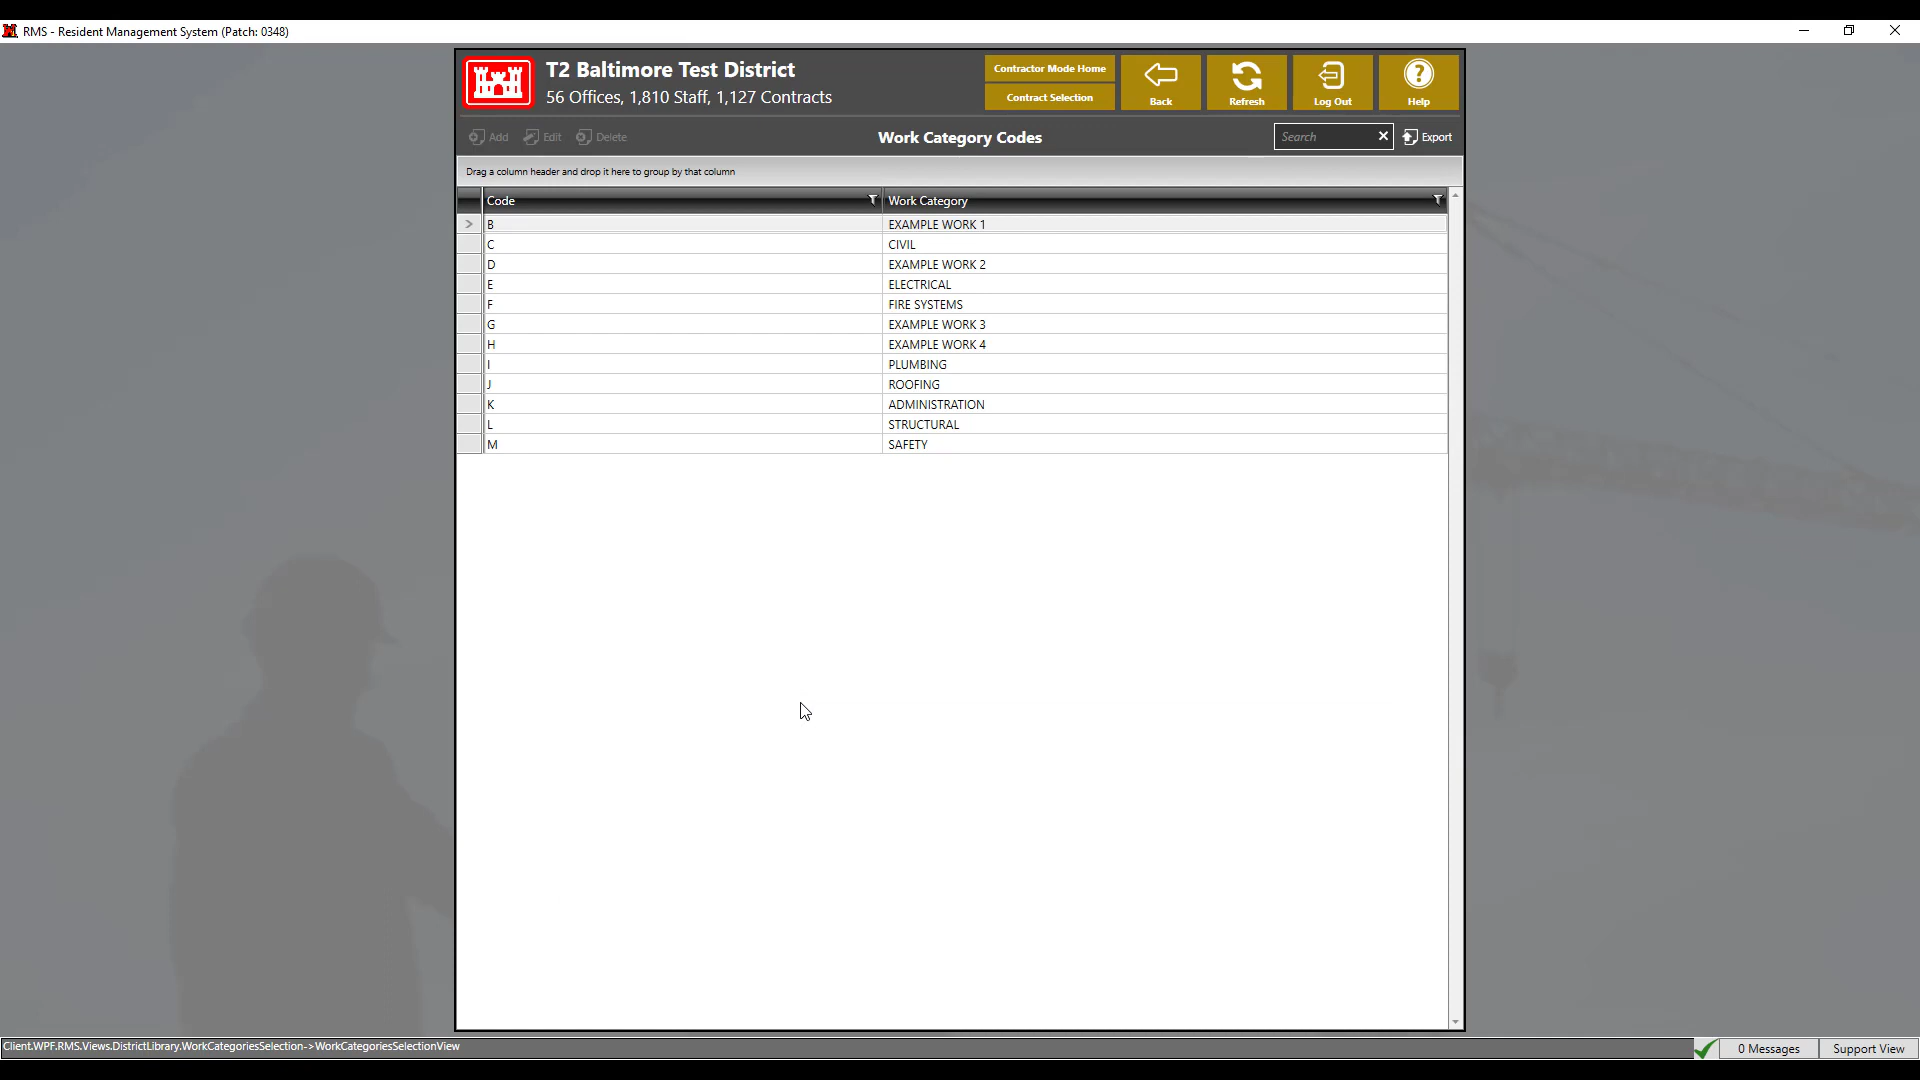 RMS - Resident Management System (Patch: 0348)
T2 Baltimore Test District
56 Offices, 1,810 Staff, 1,127 Contracts
Contractor Mode Home
Contract Selection
Back
Refresh
Log Out
? Help
Add Edit Delete
Work Category Codes
Search
Export
Drag a column header and drop it here to group by that column
Code Work Category
B EXAMPLE WORK 1
C CIVIL
D EXAMPLE WORK 2
E ELECTRICAL
F FIRE SYSTEMS
G EXAMPLE WORK 3
H EXAMPLE WORK 4
I PLUMBING
J ROOFING
K ADMINISTRATION
L STRUCTURAL
M SAFETY
Client.WPF.RMS.Views.DistrictLibrary.WorkCategoriesSelection->WorkCategoriesSelectionView
0 Messages
Support View